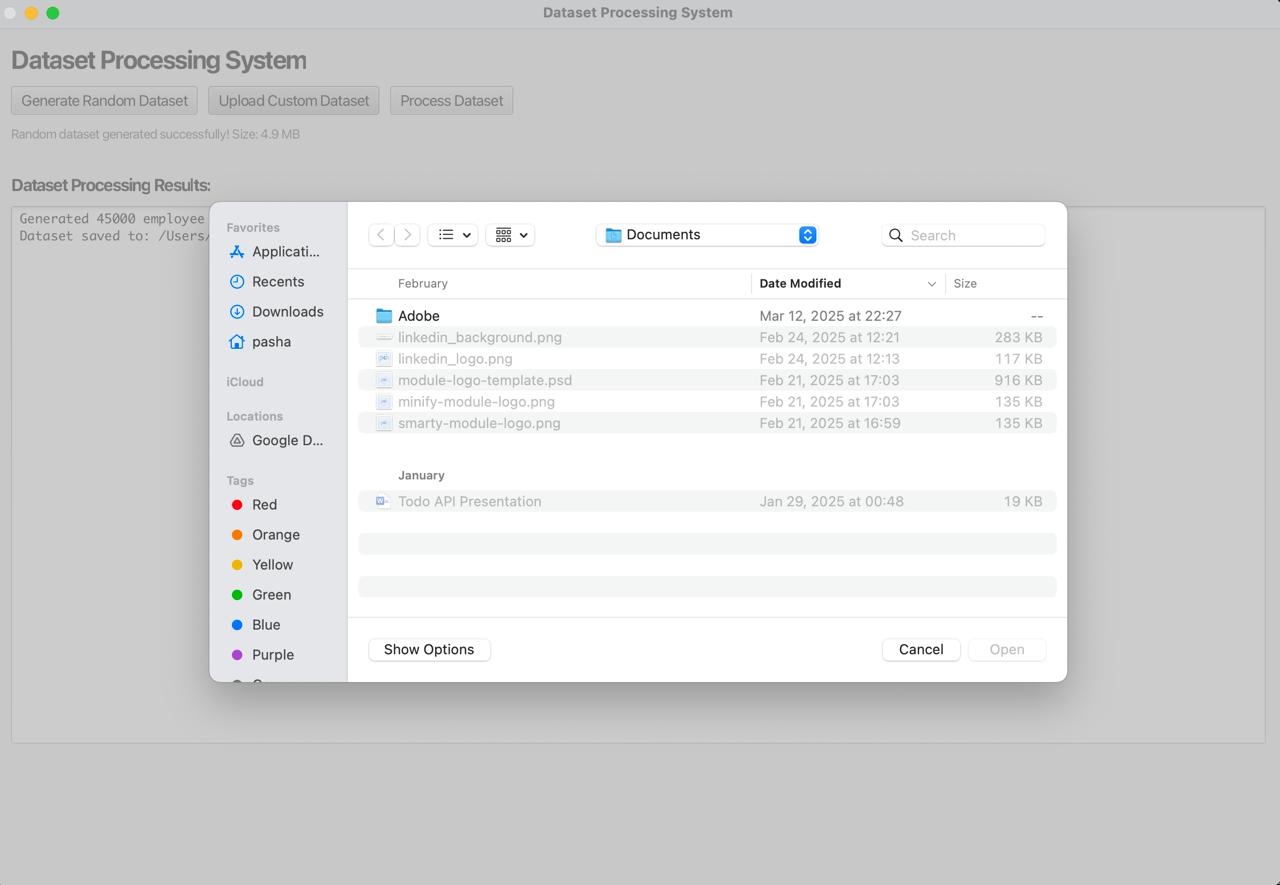 Dataset Processing System
Dataset Processing System
Generate Random Dataset Upload Custom Dataset Process Dataset
Random dataset generated successfully! Size: 4.9 MB
Dataset Processing Results:
Generated 45000 employee
Dataset saved to: /Users/
Favorites
Applicati...
Recents
Downloads
pasha
iCloud
Locations
Google D...
Tags
Red
Orange
Yellow
Green
Blue
Purple
Documents
Search
February Date Modified Size
Adobe Mar 12, 2025 at 22:27 --
linkedin_background.png Feb 24, 2025 at 12:21 283 KB
linkedin_logo.png Feb 24, 2025 at 12:13 117 KB
module-logo-template.psd Feb 21, 2025 at 17:03 916 KB
minify-module-logo.png Feb 21, 2025 at 17:03 135 KB
smarty-module-logo.png Feb 21, 2025 at 16:59 135 KB
January
Todo API Presentation Jan 29, 2025 at 00:48 19 KB
Show Options Cancel Open